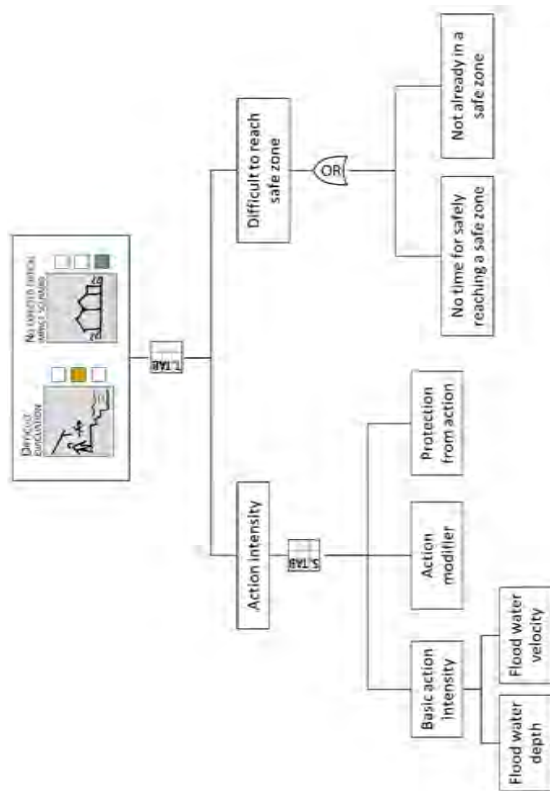 DIFFICULT
EVACUATION
NO EXPECTED CRITICAL
IMPACT SCENARIO
T. TAB
Action intensity
Difficult to reach
safe zone
S. TAB
OR
Basic action
intensity
Action
modifier
Protection
from action
No time for safely
reaching a safe zone
Not already in a
safe zone
Flood water
depth
Flood water
velocity